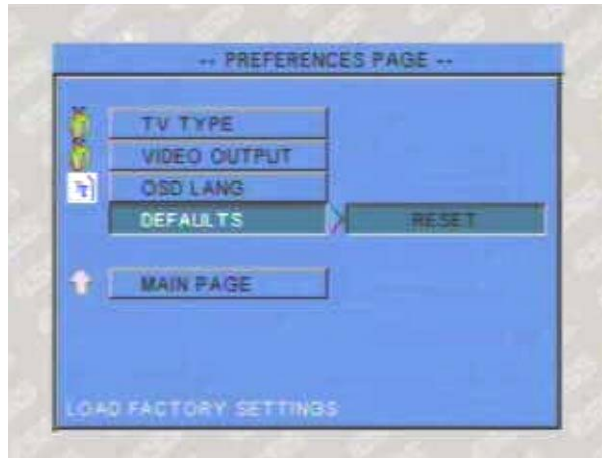 -- PREFERENCES PAGE --
TV TYPE
VIDEO OUTPUT
OSD LANG
DEFAULTS RESET
MAIN PAGE
LOAD FACTORY SETTINGS